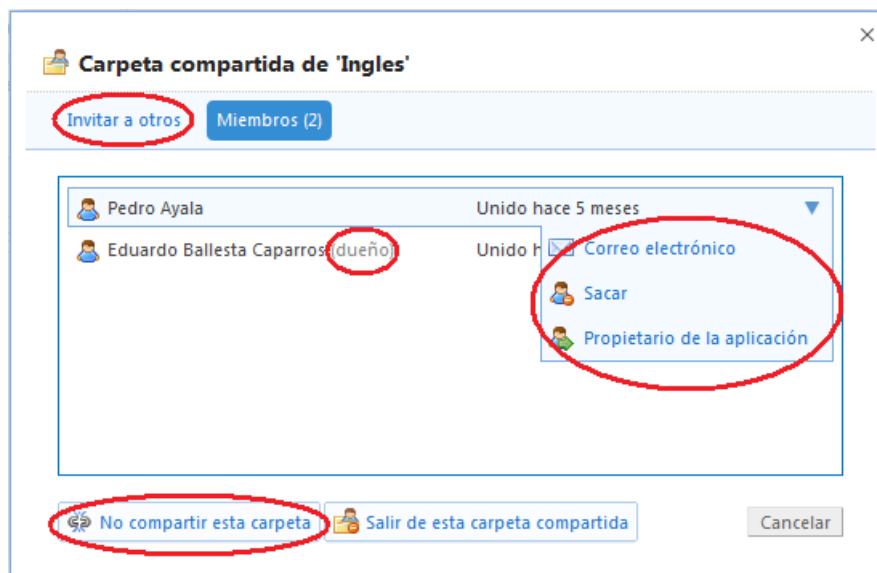 Carpeta compartida de 'Ingles'
Invitar a otros Miembros (2)
Pedro Ayala Unido hace 5 meses
Eduardo Ballesta Caparros (dueño) Unido h
Correo electrónico
Sacar
Propietario de la aplicación
No compartir esta carpeta Salir de esta carpeta compartida Cancelar